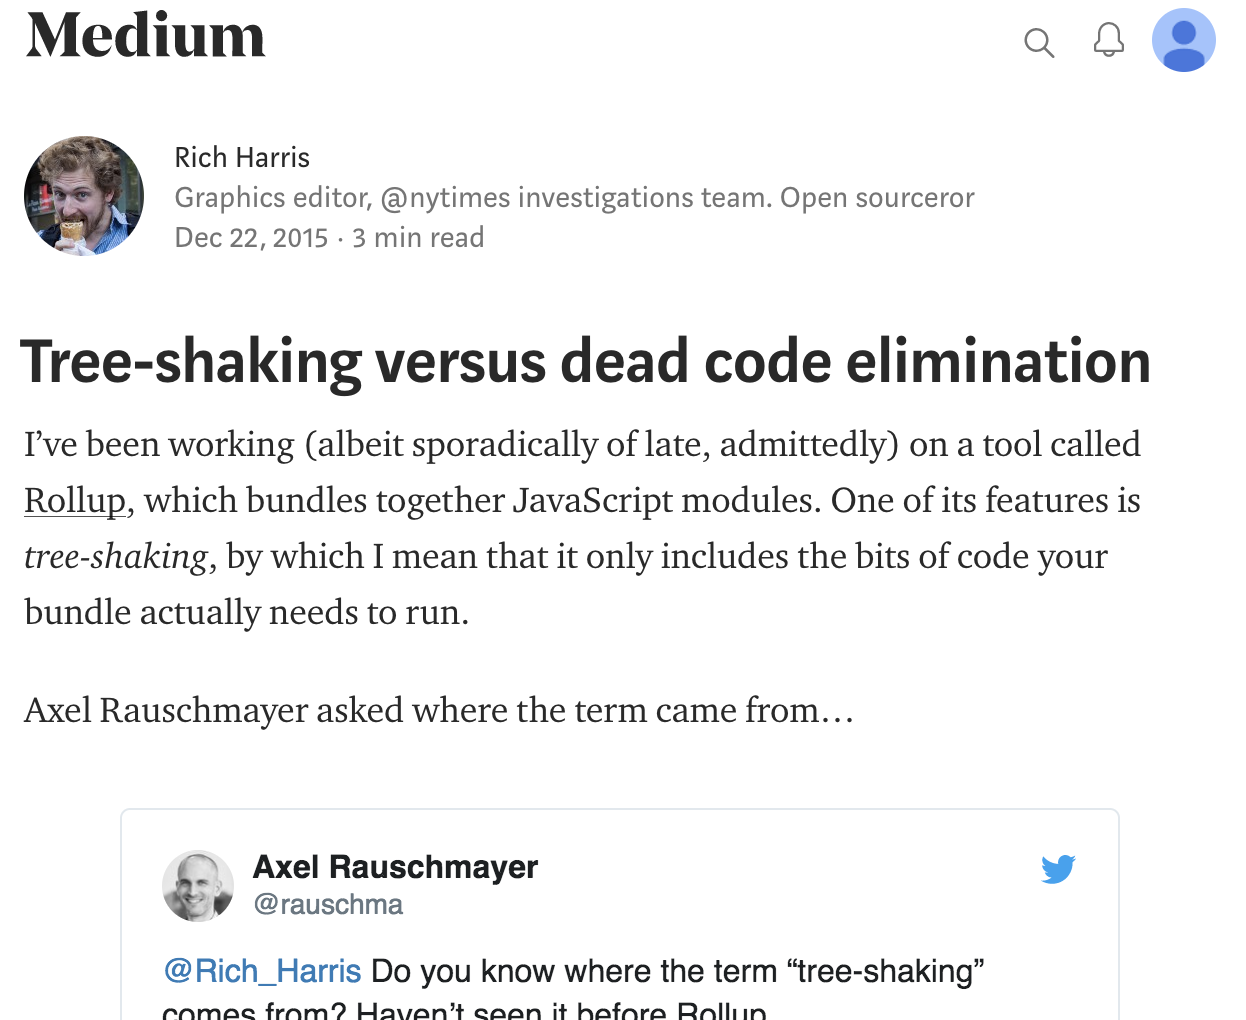 Medium
Rich Harris
Graphics editor, @nytimes investigations team. Open sourceror
Dec 22, 2015 · 3 min read
Tree-shaking versus dead code elimination
I’ve been working (albeit sporadically of late, admittedly) on a tool called
Rollup, which bundles together JavaScript modules. One of its features is
tree-shaking, by which I mean that it only includes the bits of code your
bundle actually needs to run.
Axel Rauschmayer asked where the term came from…
Axel Rauschmayer
@rauschma
@Rich_Harris Do you know where the term “tree-shaking”
comes from? Haven’t seen it before Rollup